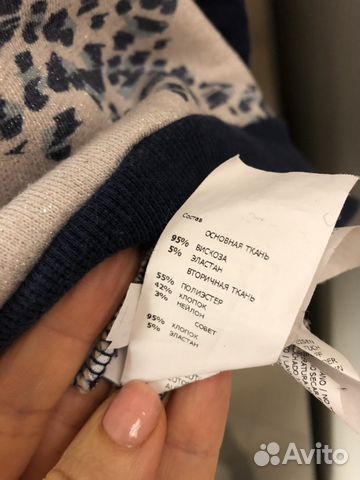 Состав
ОСНОВНАЯ ТКАНЬ
95% ВИСКОЗА
5% ЭЛАСТАН
ВТОРИЧНАЯ ТКАНЬ
55% ПОЛИЭСТЕР
42% ХЛОПОК
3% НЕЙЛОН
СОВЕТ
95% ХЛОПОК
5% ЭЛАСТАН
Avito